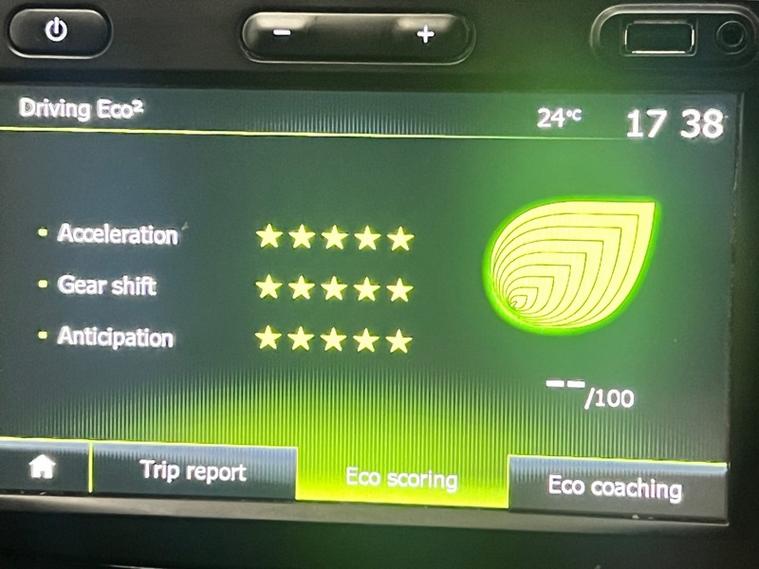 − +
Driving Eco² 24°C 17 38
• Acceleration
• Gear shift
• Anticipation
--/100
Trip report Eco scoring Eco coaching